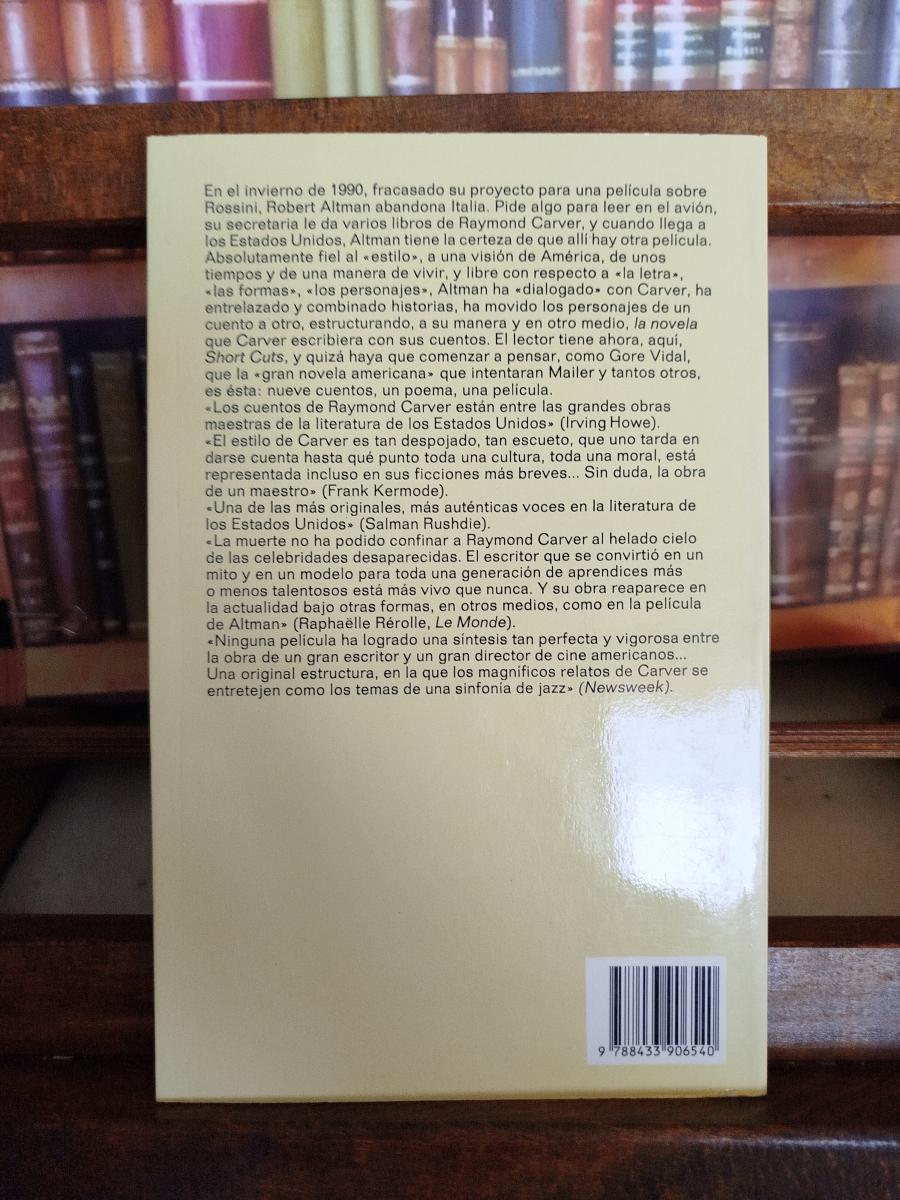 En el invierno de 1990, fracasado su proyecto para una película sobre
Rossini, Robert Altman abandona Italia. Pide algo para leer en el avión,
su secretaria le da varios libros de Raymond Carver, y cuando llega a
los Estados Unidos, Altman tiene la certeza de que allí hay otra película.
Absolutamente fiel al «estilo», a una visión de América, de unos
tiempos y de una manera de vivir, y libre con respecto a «la letra»,
«las formas», «los personajes», Altman ha «dialogado» con Carver, ha
entrelazado y combinado historias, ha movido los personajes de un
cuento a otro, estructurando, a su manera y en otro medio, la novela
que Carver escribiera con sus cuentos. El lector tiene ahora, aquí,
Short Cuts, y quizá haya que comenzar a pensar, como Gore Vidal,
que la «gran novela americana» que intentaran Mailer y tantos otros,
es ésta: nueve cuentos, un poema, una película.
«Los cuentos de Raymond Carver están entre las grandes obras
maestras de la literatura de los Estados Unidos» (Irving Howe).
«El estilo de Carver es tan despojado, tan escueto, que uno tarda en
darse cuenta hasta qué punto toda una cultura, toda una moral, está
representada incluso en sus ficciones más breves... Sin duda, la obra
de un maestro» (Frank Kermode).
«Una de las más originales, más auténticas voces en la literatura de
los Estados Unidos» (Salman Rushdie).
«La muerte no ha podido confinar a Raymond Carver al helado cielo
de las celebridades desaparecidas. El escritor que se convirtió en un
mito y en un modelo para toda una generación de aprendices más
o menos talentosos está más vivo que nunca. Y su obra reaparece en
la actualidad bajo otras formas, en otros medios, como en la película
de Altman» (Raphaëlle Rérolle, Le Monde).
«Ninguna película ha logrado una síntesis tan perfecta y vigorosa entre
la obra de un gran escritor y un gran director de cine americanos...
Una original estructura, en la que los magníficos relatos de Carver se
entretejen como los temas de una sinfonía de jazz» (Newsweek).
9 788433 906540